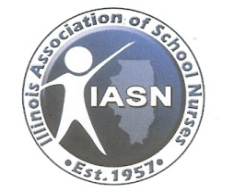 Illinois Association of School Nurses
IASN
•Est.1957•